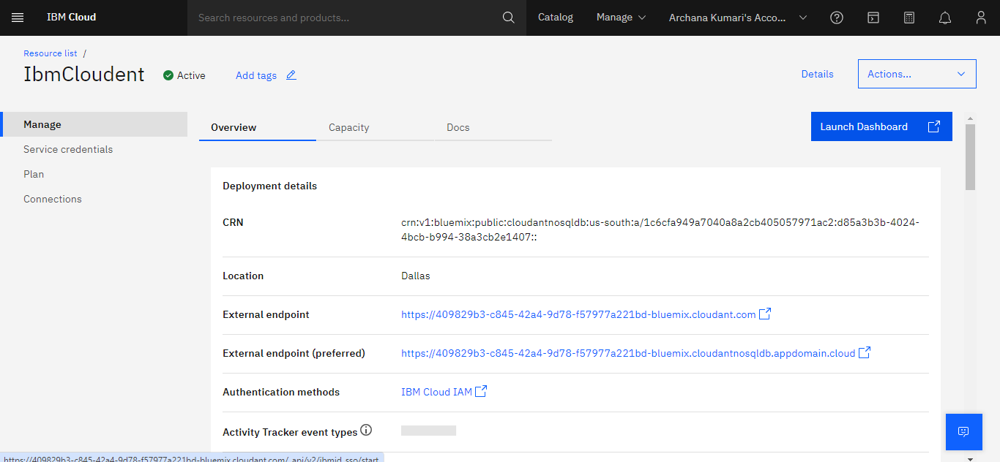 IBM Cloud
Search resources and products...
Catalog
Manage
Archana Kumari's Acco...
Resource list /
IbmCloudent
Active
Add tags
Details
Actions...
Manage
Service credentials
Plan
Connections
Overview
Capacity
Docs
Launch Dashboard
Deployment details
CRN
crn:v1:bluemix:public:cloudantnosqldb:us-south:a/1c6cfa949a7040a8a2cb405057971ac2:d85a3b3b-4024-
4bcb-b994-38a3cb2e1407::
Location
Dallas
External endpoint
https://409829b3-c845-42a4-9d78-f57977a221bd-bluemix.cloudant.com
External endpoint (preferred)
https://409829b3-c845-42a4-9d78-f57977a221bd-bluemix.cloudantnosqldb.appdomain.cloud
Authentication methods
IBM Cloud IAM
Activity Tracker event types
https://409829b3-c845-42a4-9d78-f57977a221bd-bluemix.cloudant.com/_api/v2/ibmid_sso/start